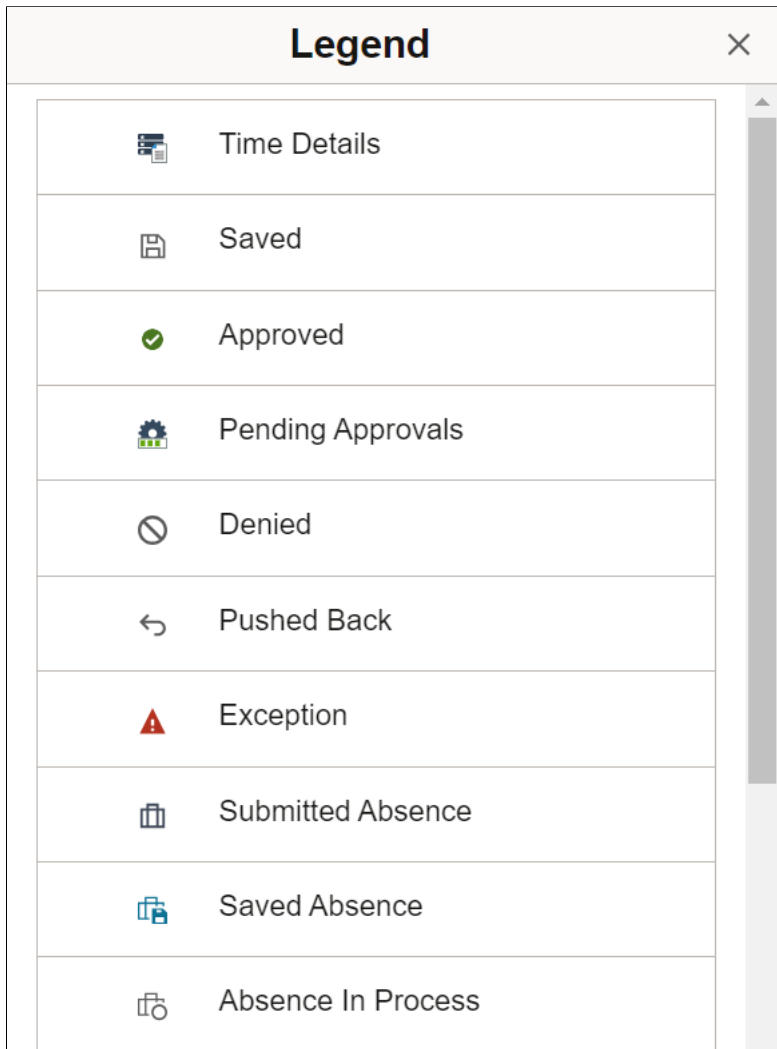 Legend
Time Details
Saved
Approved
Pending Approvals
Denied
Pushed Back
Exception
Submitted Absence
Saved Absence
Absence In Process